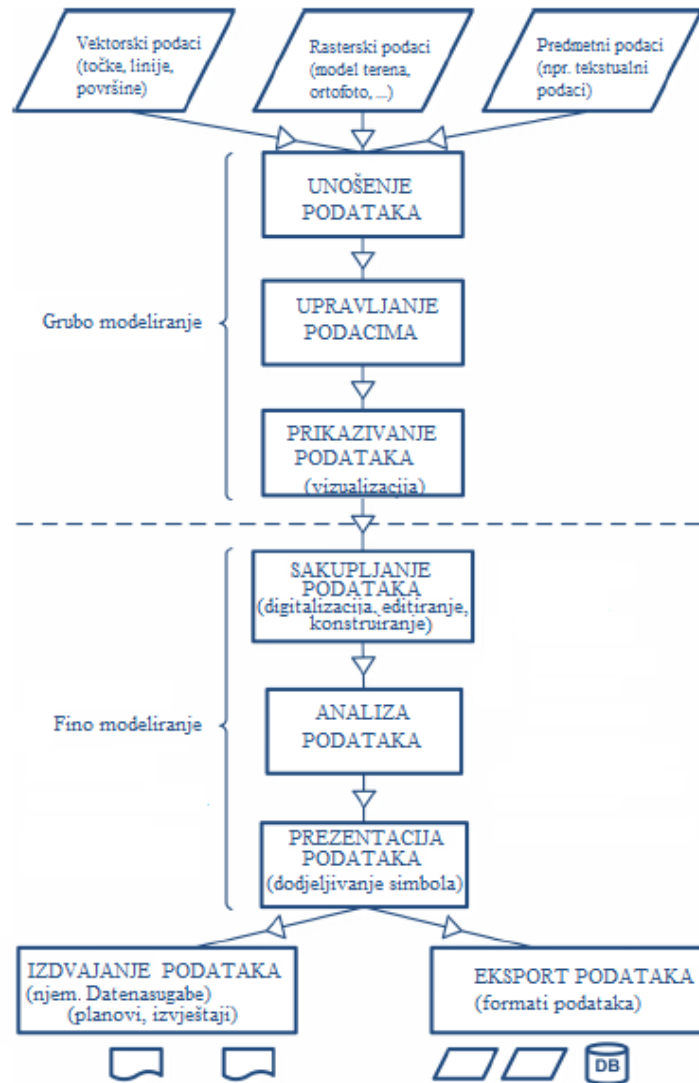 Vektorski podaci
(točke, linije,
površine)
Rasterski podaci
(model terena,
ortofoto, ...)
Predmetni podaci
(npr. tekstualni
podaci)
UNOŠENJE
PODATAKA
UPRAVLJANJE
PODACIMA
Grubo modeliranje
PRIKAZIVANJE
PODATAKA
(vizualizacija)
SAKUPLJANJE
PODATAKA
(digitalizacija, editiranje,
konstruiranje)
Fino modeliranje
ANALIZA
PODATAKA
PREZENTACIJA
PODATAKA
(dodjeljivanje simbola)
IZDVAJANJE PODATAKA
(njem. Datenasugabe)
(planovi, izvještaji)
EKSPORT PODATAKA
(formati podataka)
DB